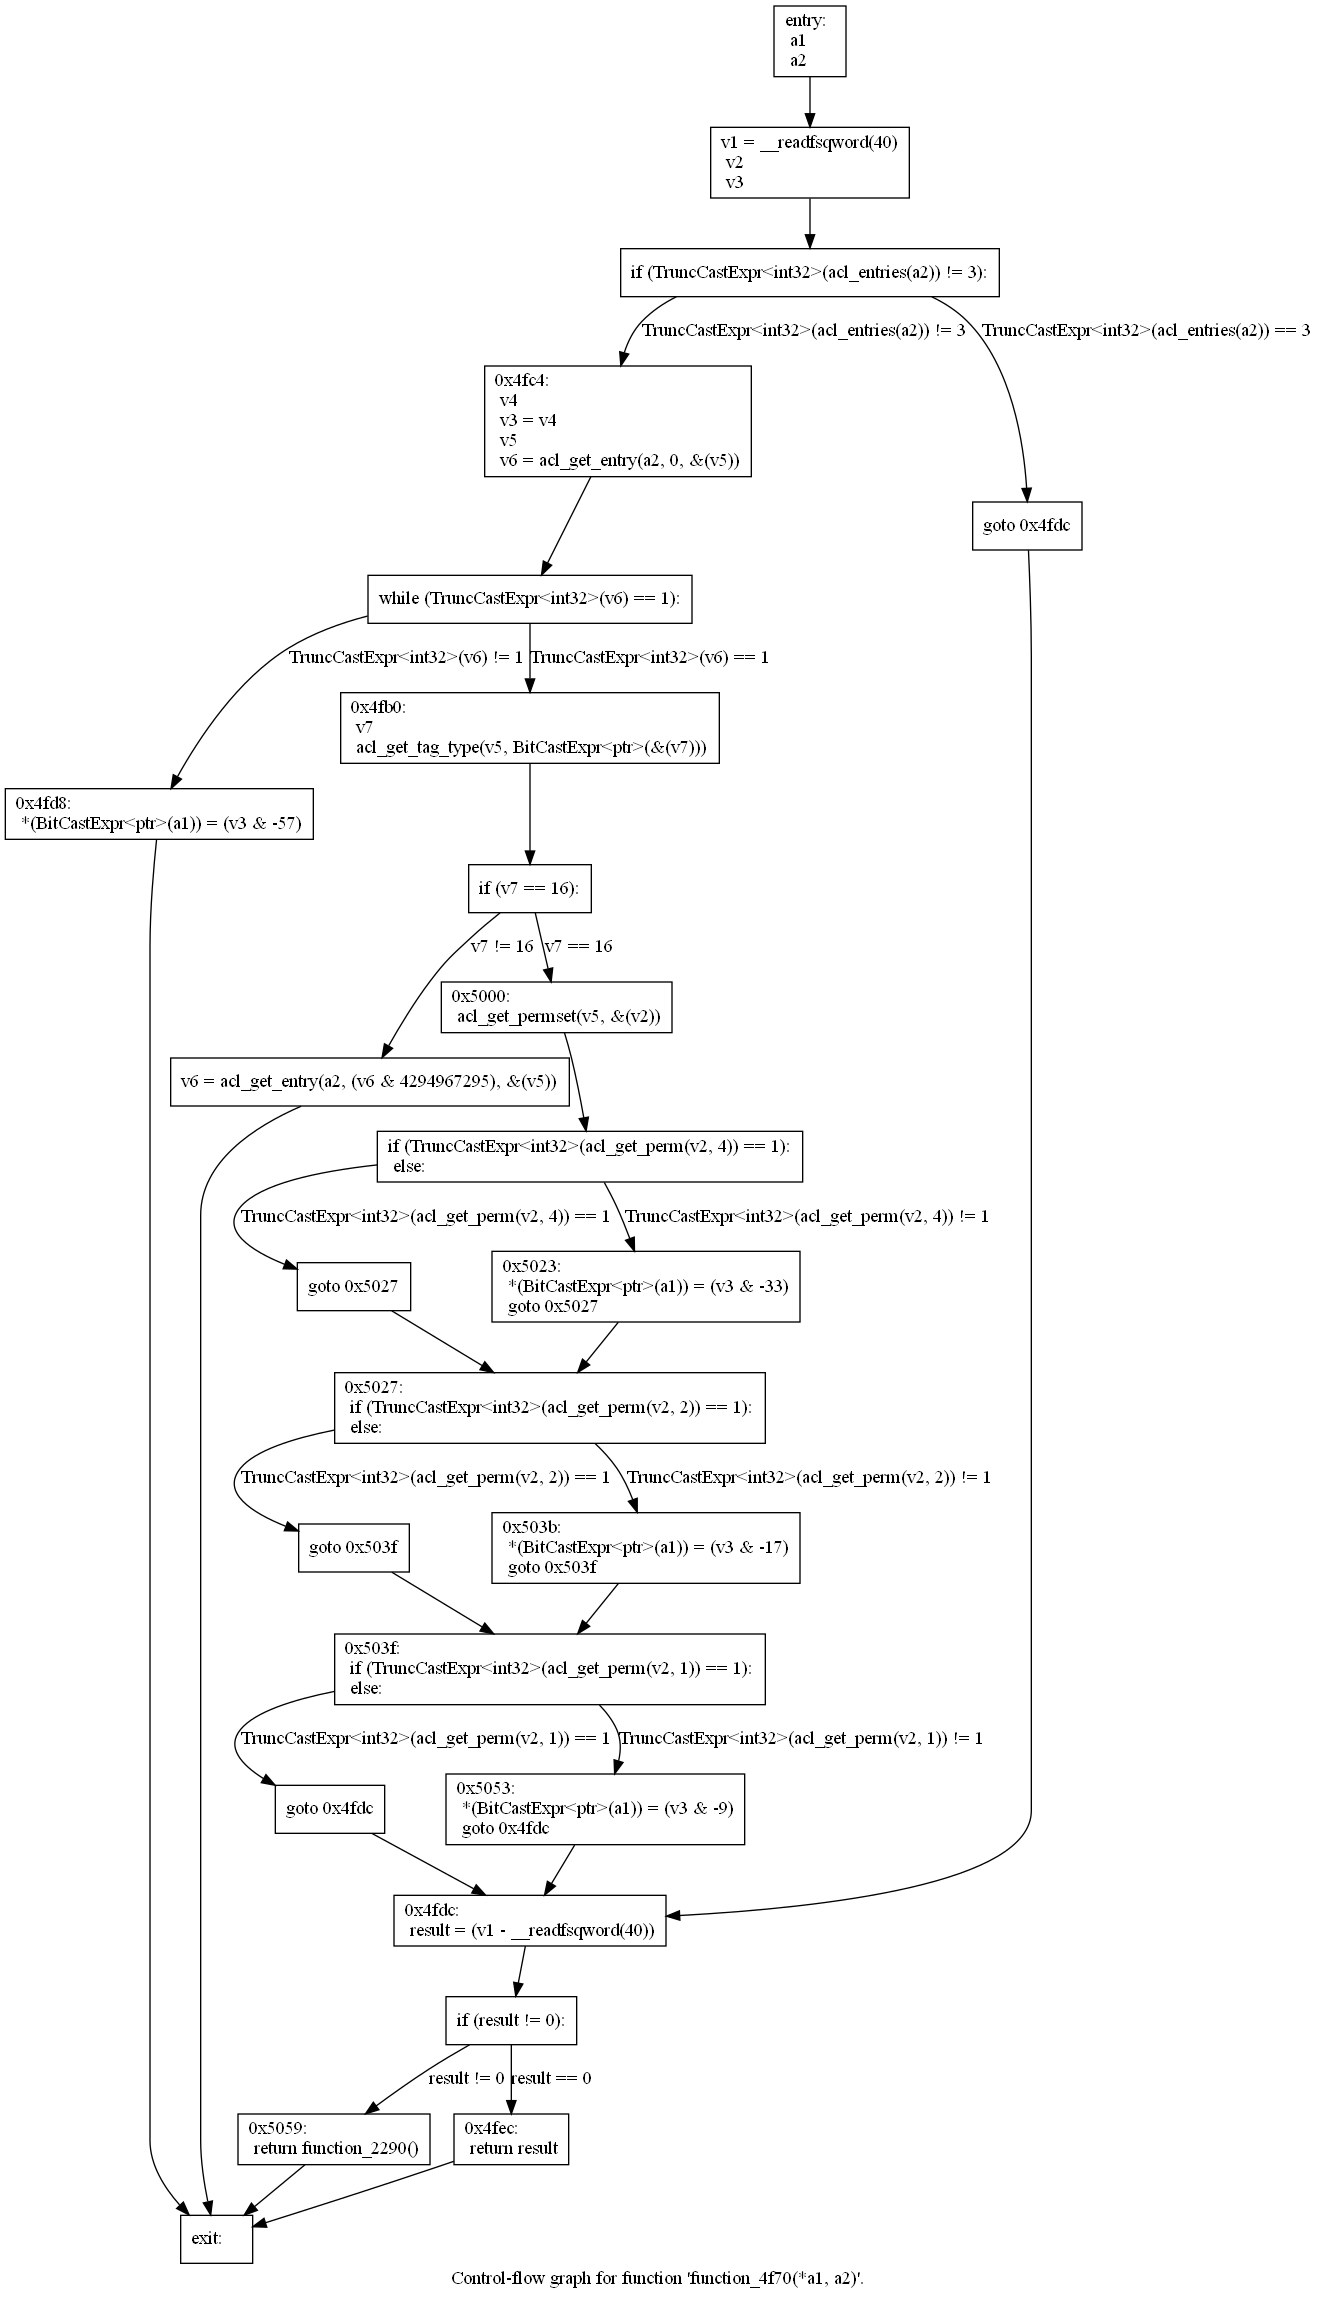 entry:
a1
a2
v1 = __readfsqword(40)
v2
v3
if (TruncCastExpr<int32>(acl_entries(a2)) != 3):
TruncCastExpr<int32>(acl_entries(a2)) != 3
TruncCastExpr<int32>(acl_entries(a2)) == 3
0x4fc4:
v4
v3 = v4
v5
v6 = acl_get_entry(a2, 0, &(v5))
goto 0x4fdc
while (TruncCastExpr<int32>(v6) == 1):
TruncCastExpr<int32>(v6) != 1
TruncCastExpr<int32>(v6) == 1
0x4fb0:
v7
acl_get_tag_type(v5, BitCastExpr<ptr>(&(v7)))
0x4fd8:
*(BitCastExpr<ptr>(a1)) = (v3 & -57)
if (v7 == 16):
v7 != 16
v7 == 16
0x5000:
acl_get_permset(v5, &(v2))
v6 = acl_get_entry(a2, (v6 & 4294967295), &(v5))
if (TruncCastExpr<int32>(acl_get_perm(v2, 4)) == 1):
else:
TruncCastExpr<int32>(acl_get_perm(v2, 4)) == 1
TruncCastExpr<int32>(acl_get_perm(v2, 4)) != 1
goto 0x5027
0x5023:
*(BitCastExpr<ptr>(a1)) = (v3 & -33)
goto 0x5027
0x5027:
if (TruncCastExpr<int32>(acl_get_perm(v2, 2)) == 1):
else:
TruncCastExpr<int32>(acl_get_perm(v2, 2)) == 1
TruncCastExpr<int32>(acl_get_perm(v2, 2)) != 1
goto 0x503f
0x503b:
*(BitCastExpr<ptr>(a1)) = (v3 & -17)
goto 0x503f
0x503f:
if (TruncCastExpr<int32>(acl_get_perm(v2, 1)) == 1):
else:
TruncCastExpr<int32>(acl_get_perm(v2, 1)) == 1
TruncCastExpr<int32>(acl_get_perm(v2, 1)) != 1
goto 0x4fdc
0x5053:
*(BitCastExpr<ptr>(a1)) = (v3 & -9)
goto 0x4fdc
0x4fdc:
result = (v1 - __readfsqword(40))
if (result != 0):
result != 0
result == 0
0x5059:
return function_2290()
0x4fec:
return result
exit:
Control-flow graph for function 'function_4f70(*a1, a2)'.